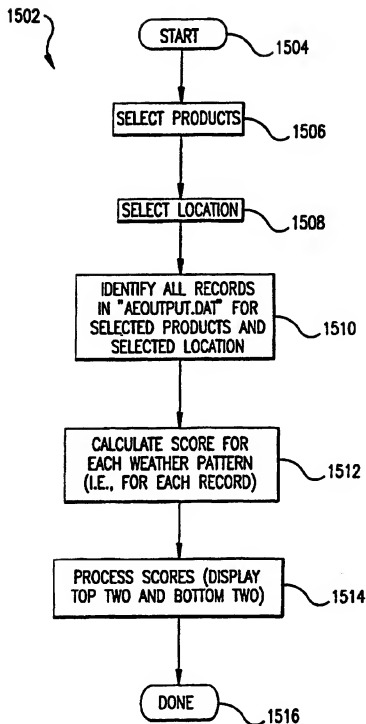 1502
START
1504
SELECT PRODUCTS
1506
SELECT LOCATION
1508
IDENTIFY ALL RECORDS
IN "AEOUTPUT.DAT" FOR
SELECTED PRODUCTS AND
SELECTED LOCATION
1510
CALCULATE SCORE FOR
EACH WEATHER PATTERN
(I.E., FOR EACH RECORD)
1512
PROCESS SCORES (DISPLAY
TOP TWO AND BOTTOM TWO)
1514
DONE
1516